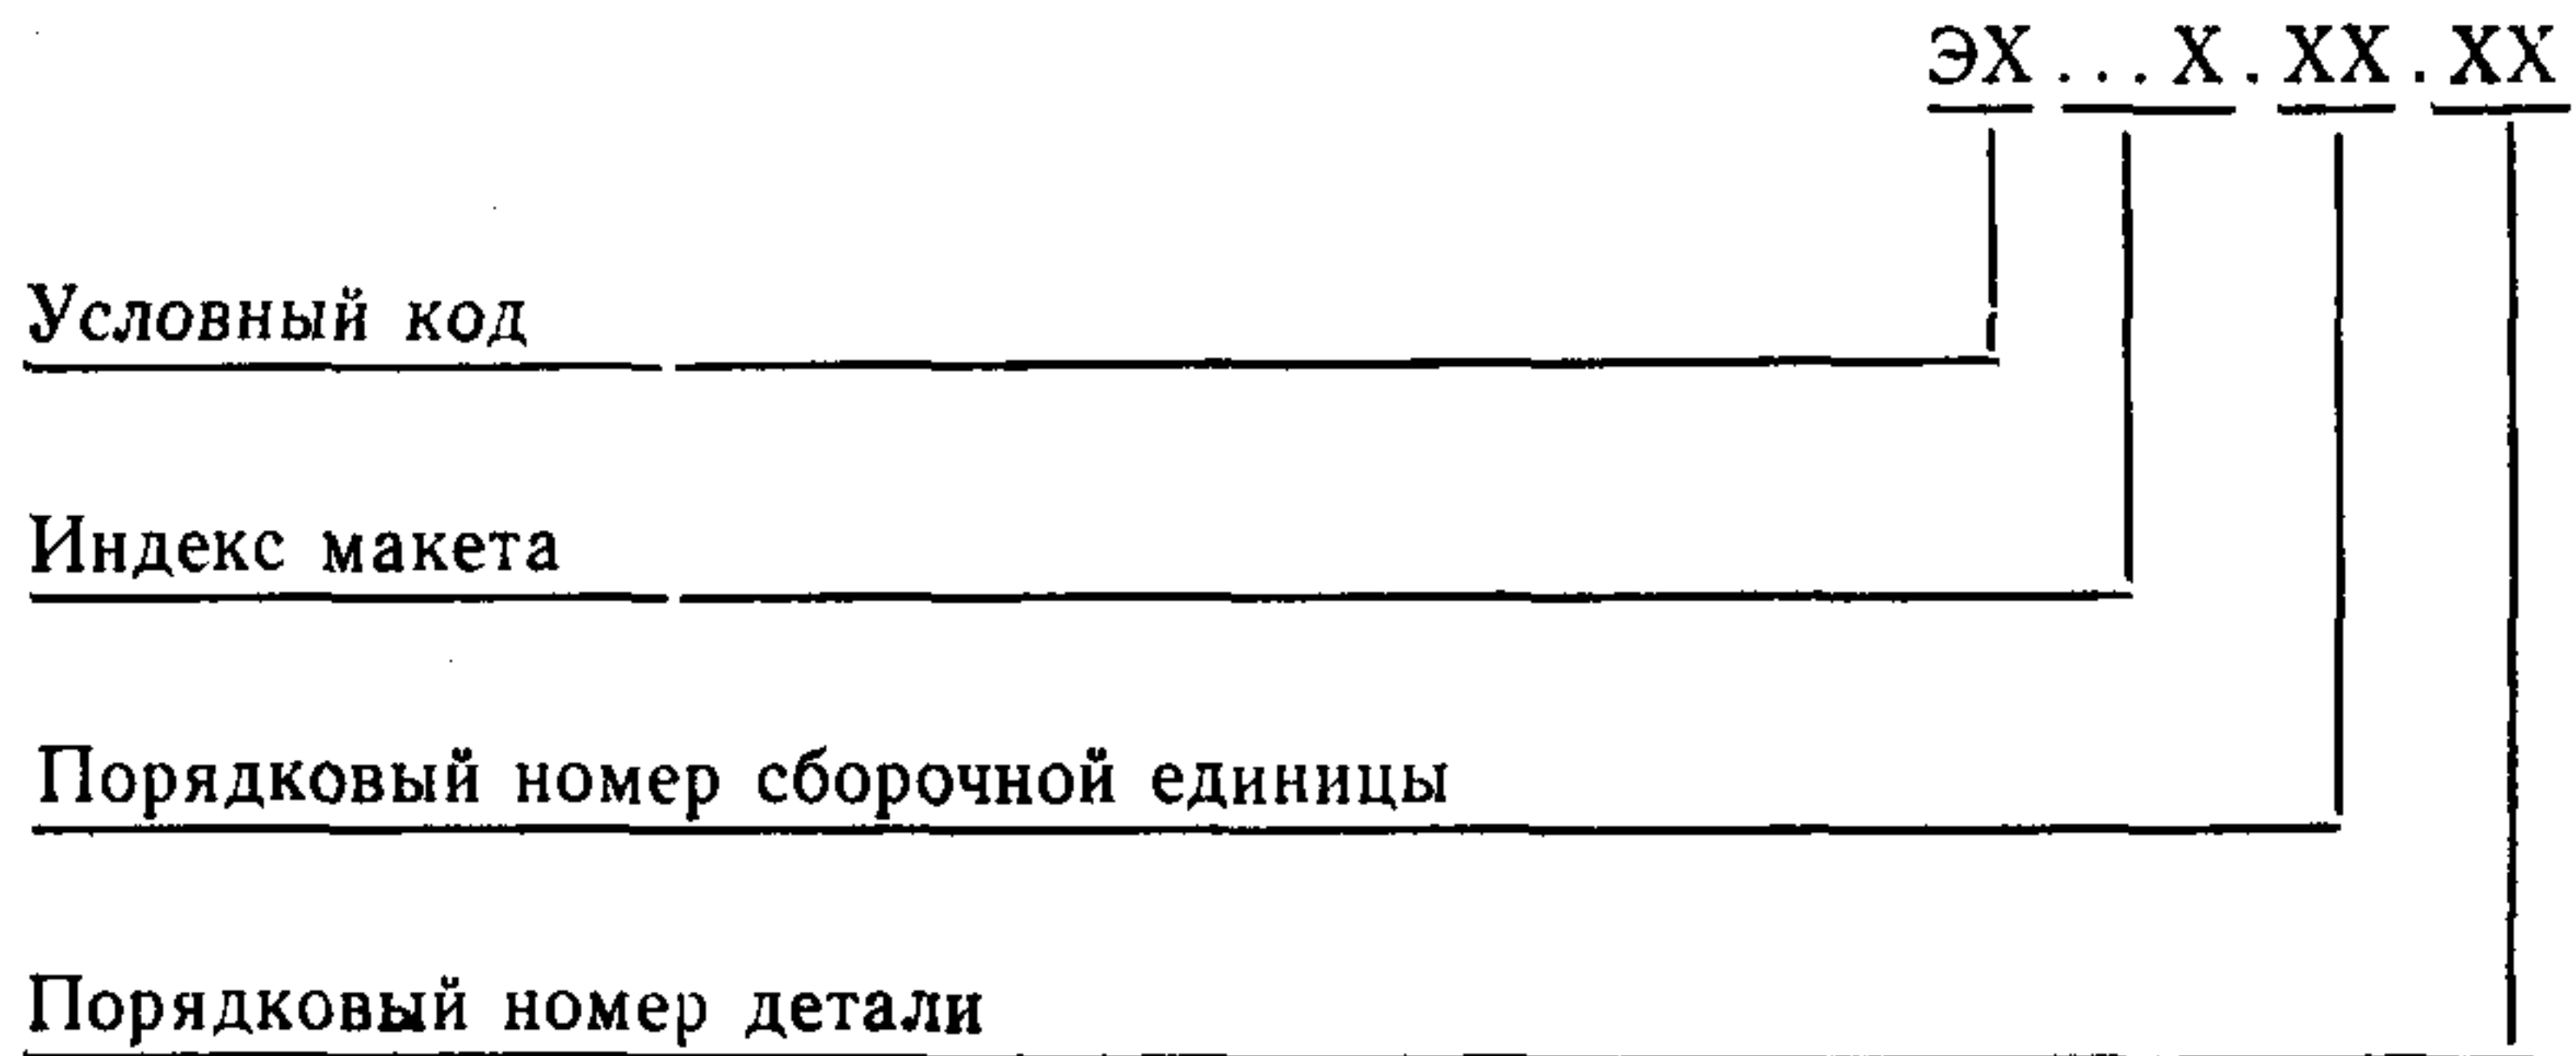 ЭХ...Х.ХХ.ХХ
Условный код
Индекс макета
Порядковый номер сборочной единицы
Порядковый номер детали